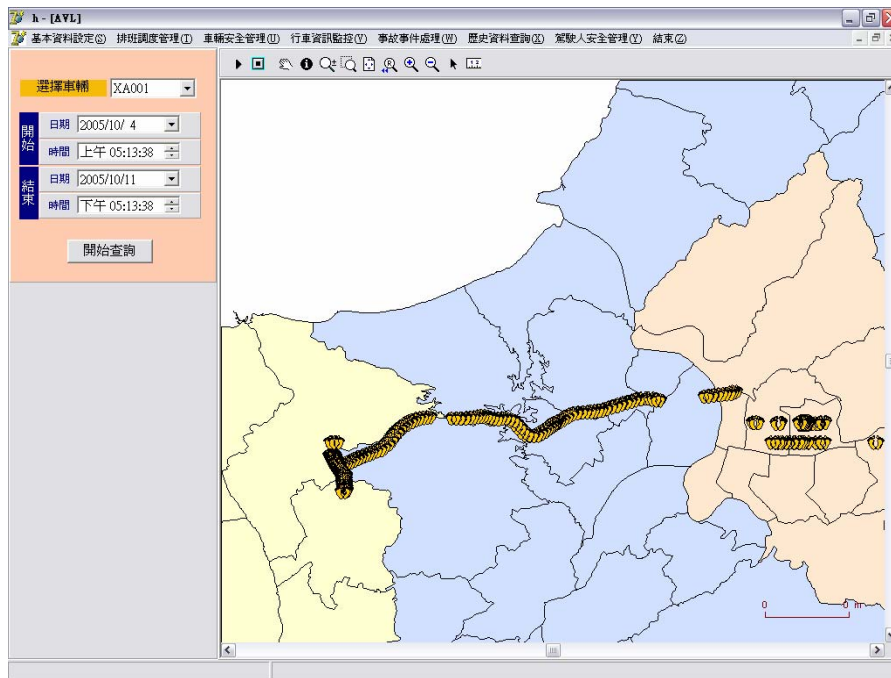 h - [AVL]
基本資料設定(S) 排班調度管理(T) 車輛安全管理(U) 行車資訊監控(V) 事故事件處理(W) 歷史資料查詢(X) 駕駛人安全管理(Y) 結束(Z)
選擇車輛 XA001
開始
日期 2005/10/ 4
時間 上午 05:13:38
結束
日期 2005/10/11
時間 下午 05:13:38
開始查詢
0 0 m